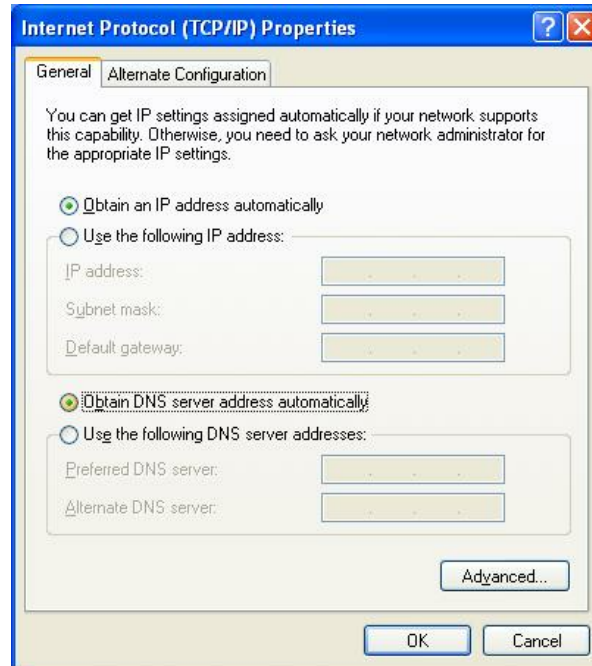 Internet Protocol (TCP/IP) Properties
General
Alternate Configuration
You can get IP settings assigned automatically if your network supports
this capability. Otherwise, you need to ask your network administrator for
the appropriate IP settings.
Obtain an IP address automatically
Use the following IP address:
IP address:
Subnet mask:
Default gateway:
Obtain DNS server address automatically
Use the following DNS server addresses:
Preferred DNS server:
Alternate DNS server:
Advanced...
OK
Cancel